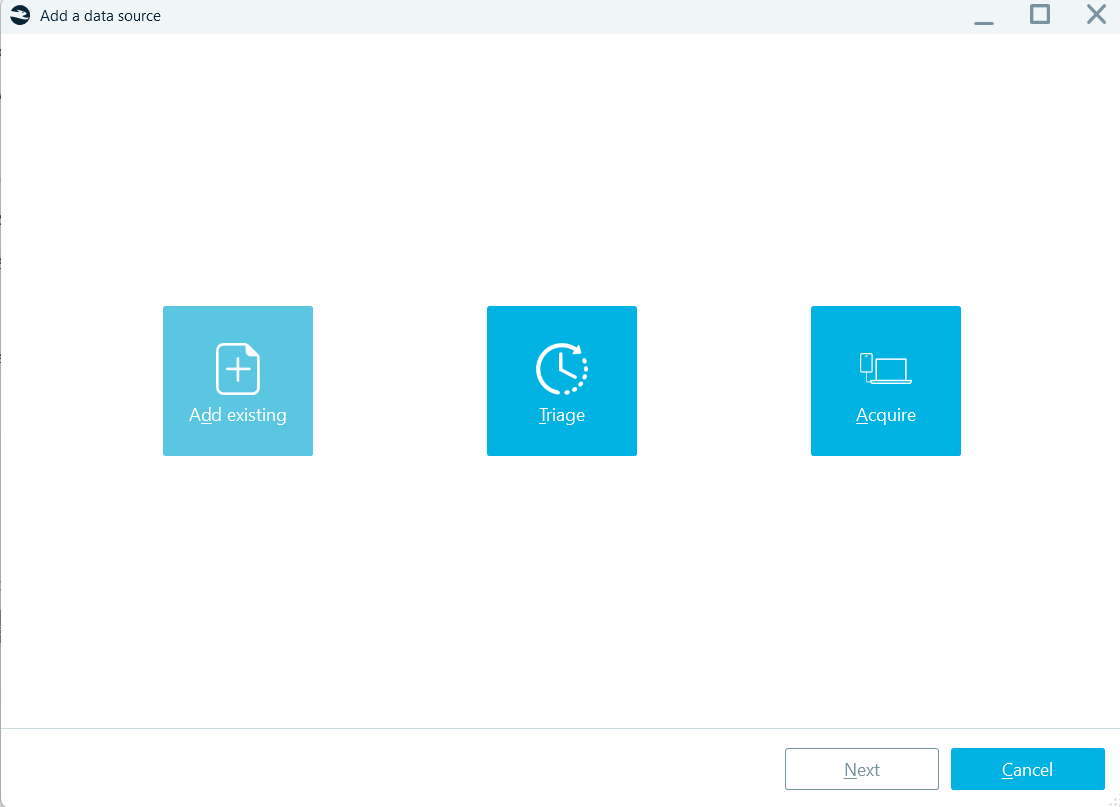 Add a data source
Add existing
Triage
Acquire
Next
Cancel